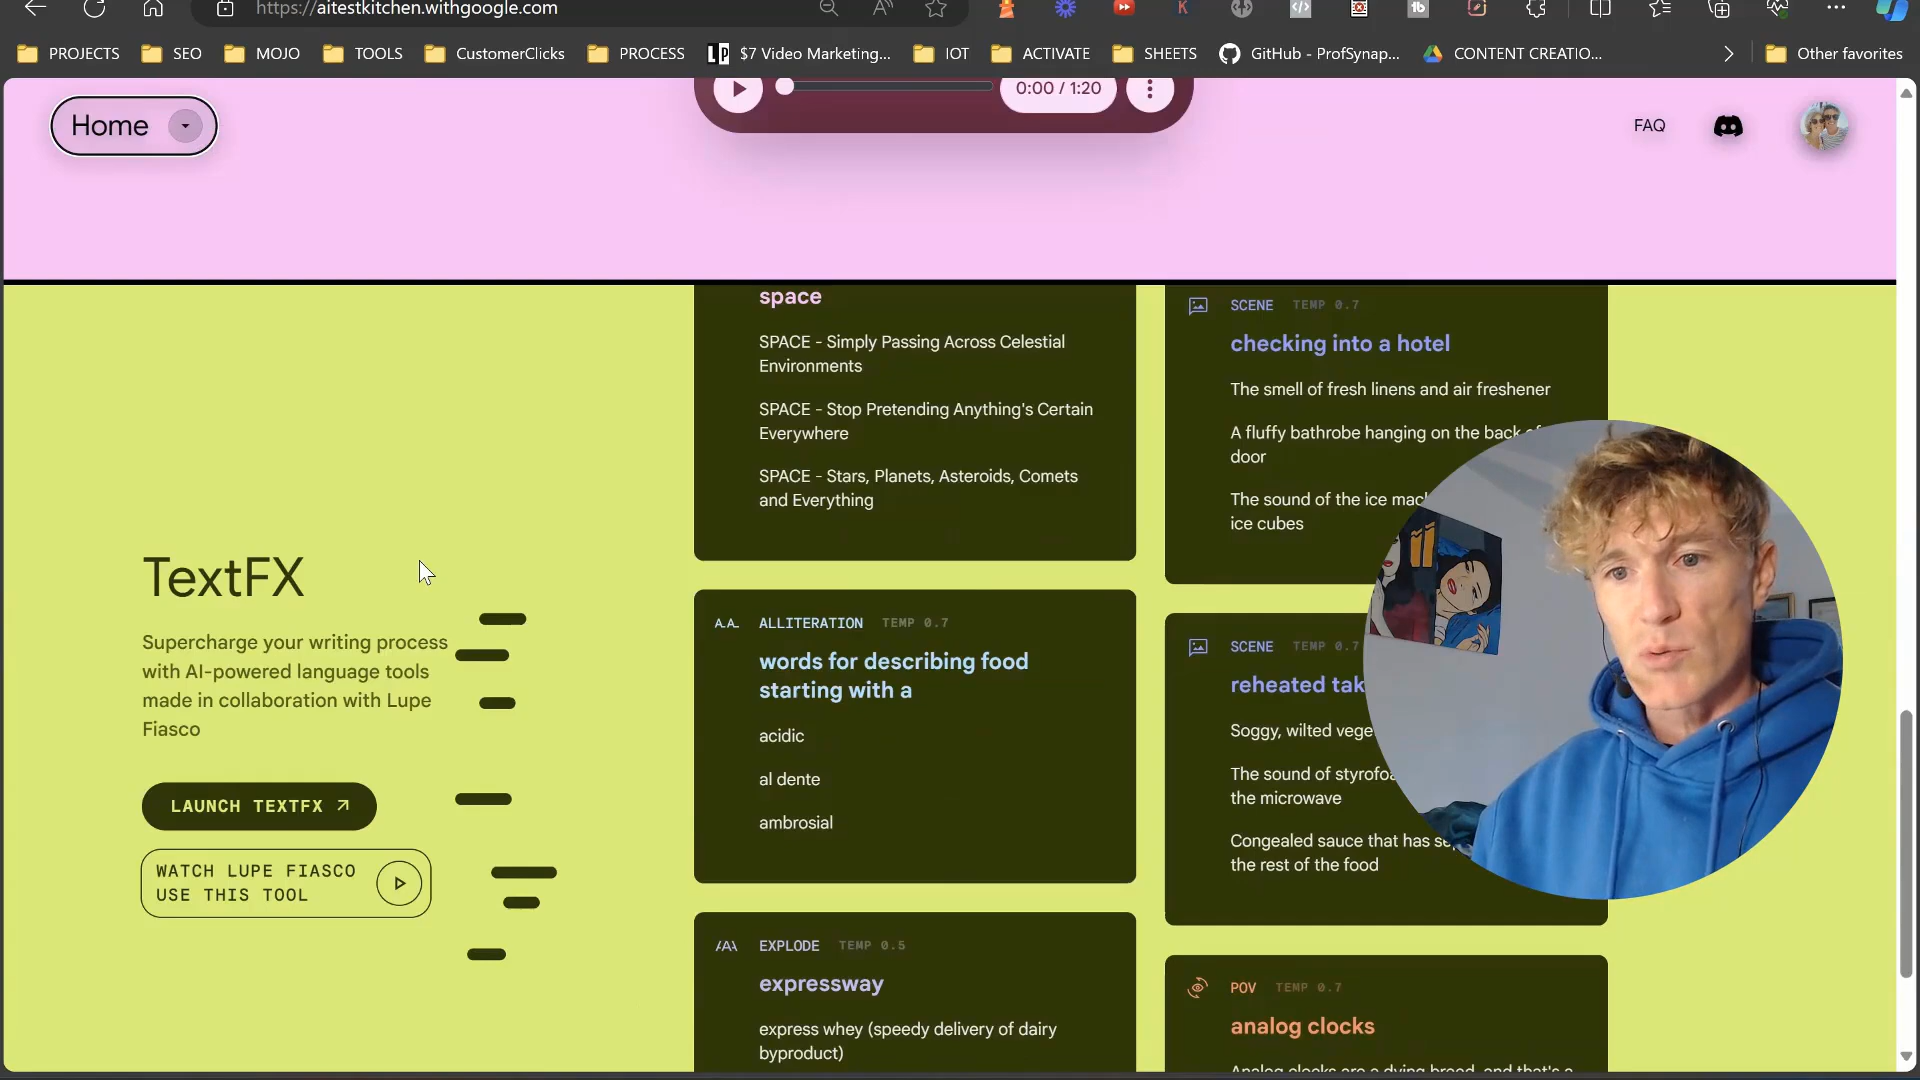 https://aitestkitchen.withgoogle.com
PROJECTS
SEO
MOJO
TOOLS
CustomerClicks
PROCESS
$7 Video Marketing...
IOT
ACTIVATE
SHEETS
GitHub - ProfSynap...
CONTENT CREATIO...
Other favorites
Home
0:00 / 1:20
FAQ
TextFX
Supercharge your writing process
with AI-powered language tools
made in collaboration with Lupe
Fiasco
LAUNCH TEXTFX
WATCH LUPE FIASCO
USE THIS TOOL
space
SPACE - Simply Passing Across Celestial
Environments
SPACE - Stop Pretending Anything's Certain
Everywhere
SPACE - Stars, Planets, Asteroids, Comets
and Everything
A.A. ALLITERATION TEMP 0.7
words for describing food
starting with a
acidic
al dente
ambrosial
EXPLODE TEMP 0.5
expressway
express whey (speedy delivery of dairy
byproduct)
SCENE TEMP 0.7
checking into a hotel
The smell of fresh linens and air freshener
A fluffy bathrobe hanging on the back of
door
The sound of the ice
ice cubes
SCENE TEMP 0.7
reheated
Soggy, wilted
The sound of
the microwave
Congealed sauce that has
the rest of the food
POV TEMP 0.7
analog clocks
Analog clocks are a dying breed, and that's a